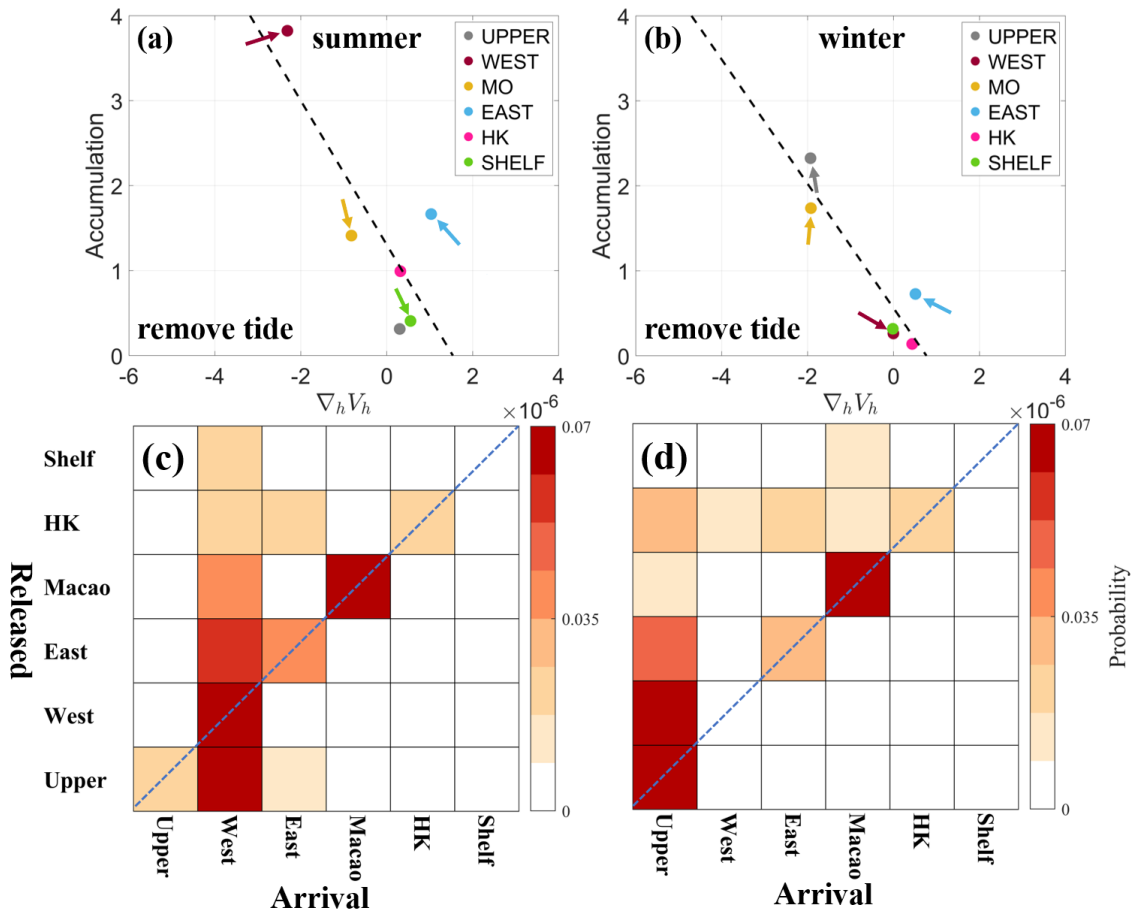 (a)
summer
UPPER
WEST
MO
EAST
HK
SHELF
remove tide
Accumulation
4
3
2
1
0
-6
-4
-2
0
2
4
∇hVh
(b)
winter
UPPER
WEST
MO
EAST
HK
SHELF
remove tide
Accumulation
4
3
2
1
0
-6
-4
-2
0
2
4
∇hVh
(c)
×10-6
0.07
0.035
0
Released
Shelf
HK
Macao
East
West
Upper
Upper
West
East
Macao
HK
Shelf
Arrival
(d)
×10-6
0.07
0.035
0
Probability
Upper
West
East
Macao
HK
Shelf
Arrival